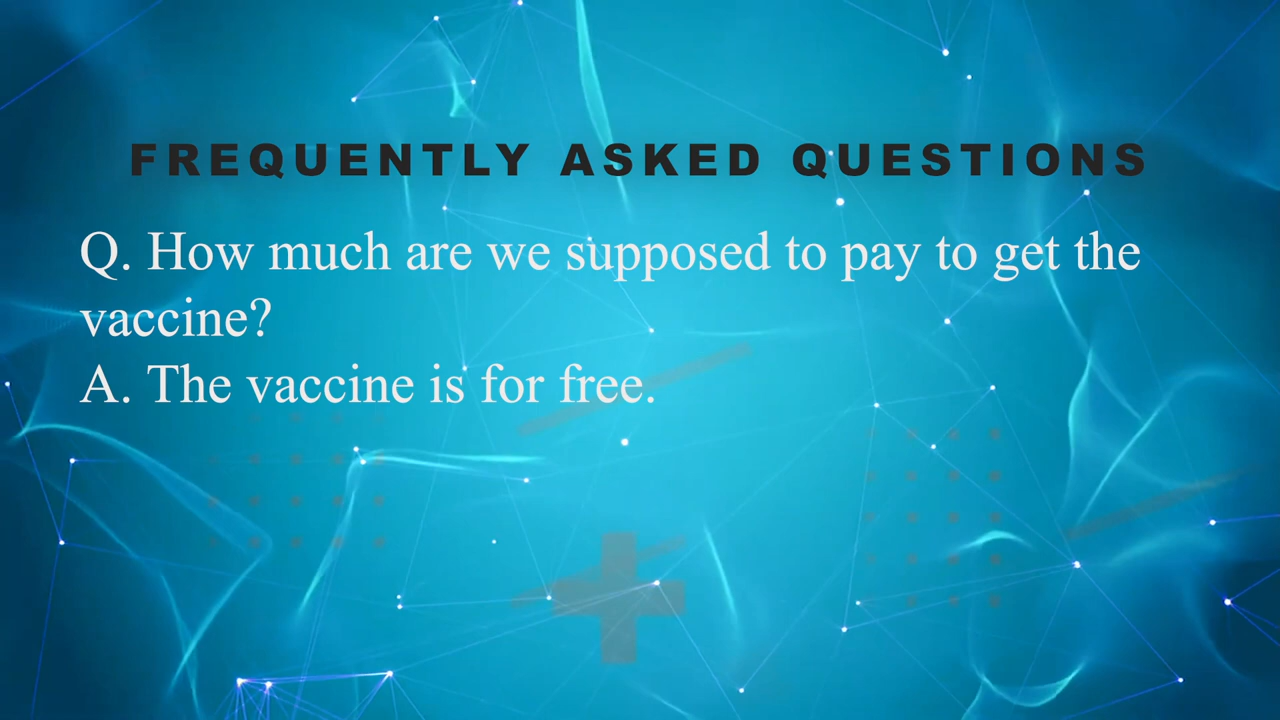 FREQUENTLY ASKED QUESTIONS
Q. How much are we supposed to pay to get the
vaccine?
A. The vaccine is for free.